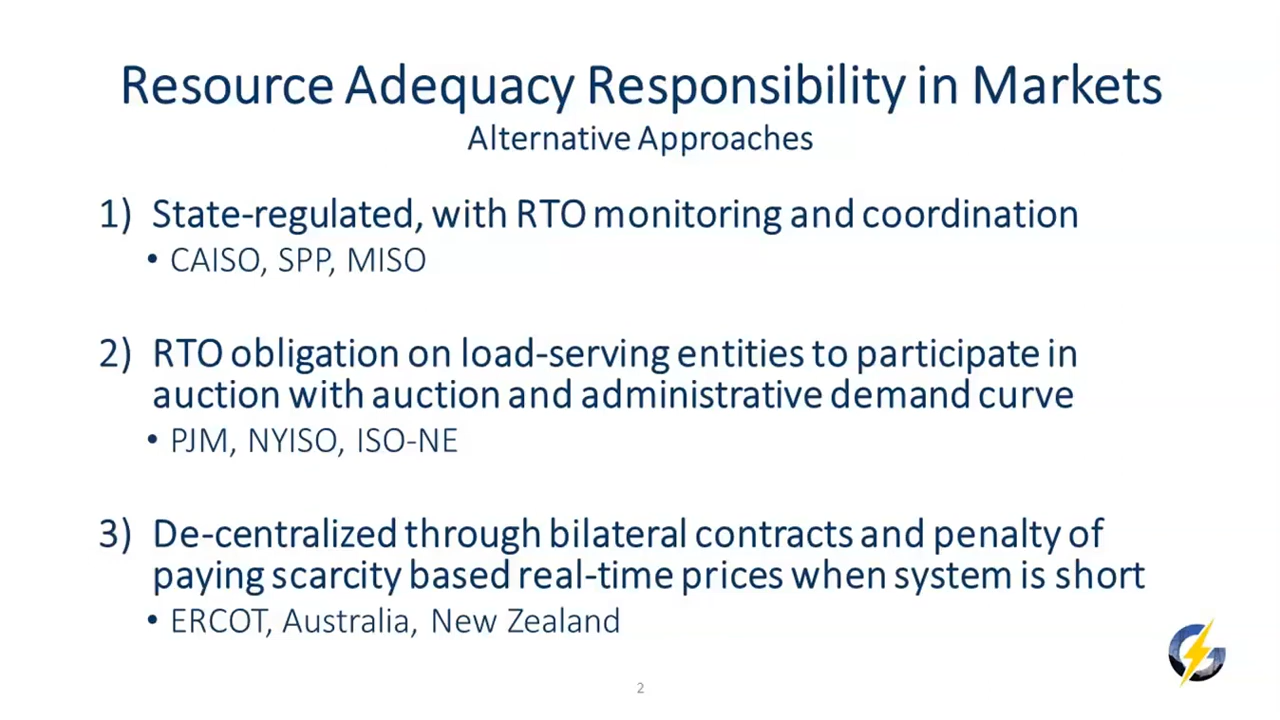 Resource Adequacy Responsibility in Markets
Alternative Approaches
1) State-regulated, with RTO monitoring and coordination
• CAISO, SPP, MISO
2) RTO obligation on load-serving entities to participate in
auction with auction and administrative demand curve
• PJM, NYISO, ISO-NE
3) De-centralized through bilateral contracts and penalty of
paying scarcity based real-time prices when system is short
• ERCOT, Australia, New Zealand
2